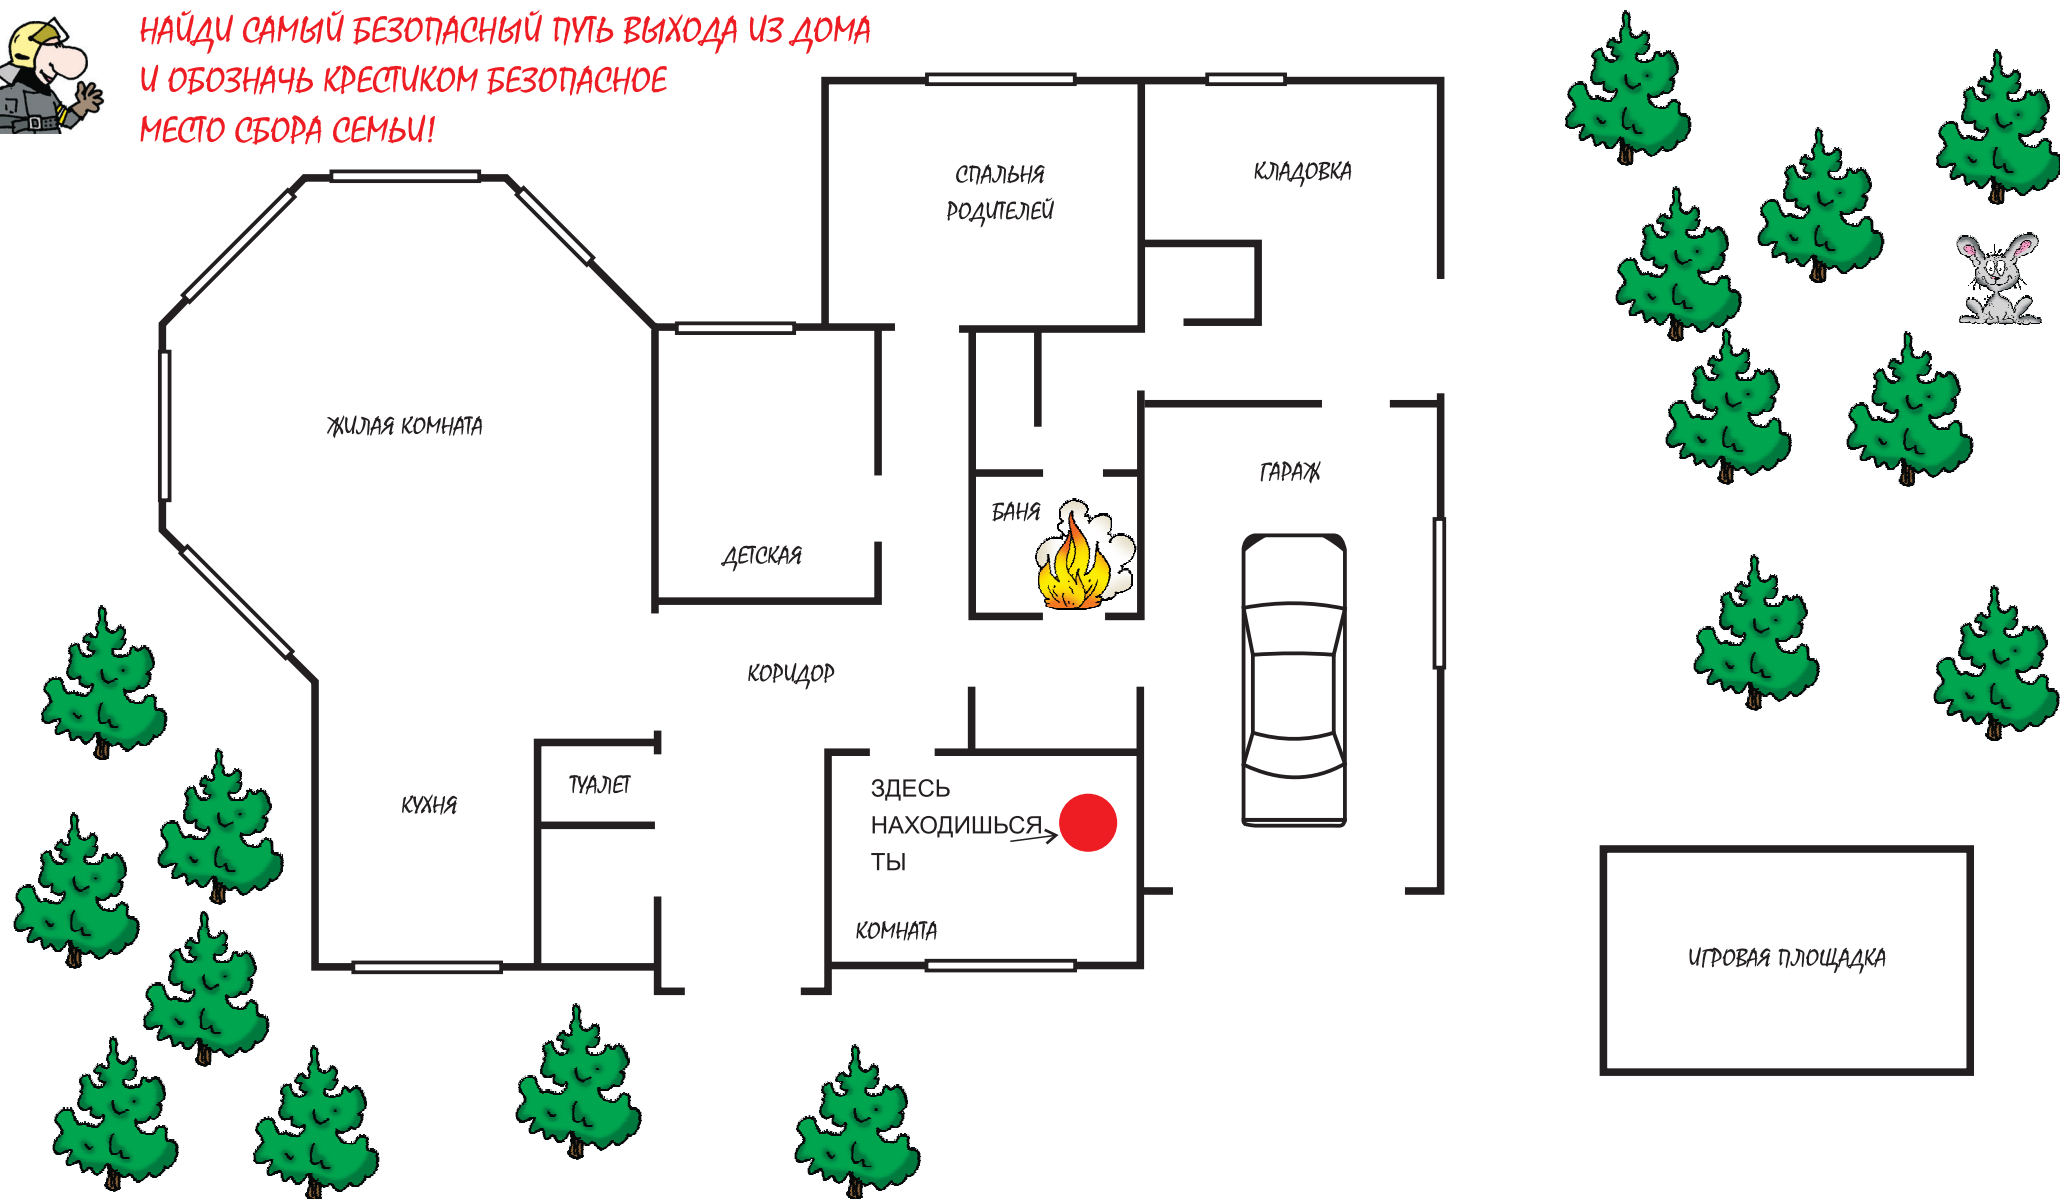 НАЙДИ САМЫЙ БЕЗОПАСНЫЙ ПУТЬ ВЫХОДА ИЗ ДОМА
И ОБОЗНАЧЬ КРЕСТИКОМ БЕЗОПАСНОЕ
МЕСТО СБОРА СЕМЬИ!
СПАЛЬНЯ
РОДИТЕЛЕЙ
КЛАДОВКА
ЖИЛАЯ КОМНАТА
ГАРАЖ
БАНЯ
ДЕТСКАЯ
КОРИДОР
ТУАЛЕТ
КУХНЯ
ЗДЕСЬ
НАХОДИШЬСЯ
ТЫ
КОМНАТА
ИГРОВАЯ ПЛОЩАДКА